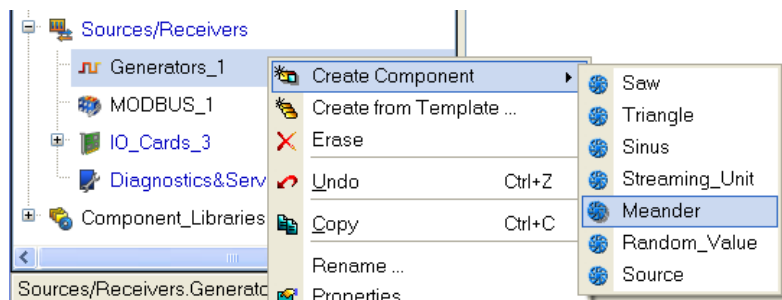 Sources/Receivers
Generators_1
MODBUS_1
IO_Cards_3
Diagnostics&Serv
Component_Libraries
Sources/Receivers.Generato
Create Component
Create from Template ...
Erase
Undo Ctrl+Z
Copy Ctrl+C
Rename ...
Properties
Saw
Triangle
Sinus
Streaming_Unit
Meander
Random_Value
Source